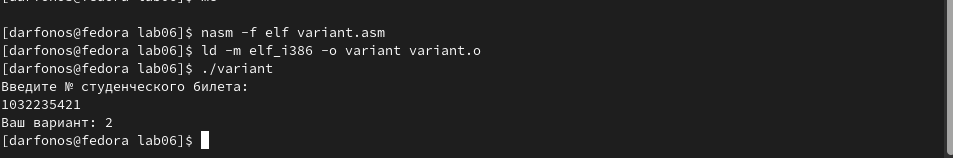 [darfonos@fedora lab06]$ nasm -f elf variant.asm
[darfonos@fedora lab06]$ ld -m elf_i386 -o variant variant.o
[darfonos@fedora lab06]$ ./variant
Введите № студенческого билета:
1032235421
Ваш вариант: 2
[darfonos@fedora lab06]$